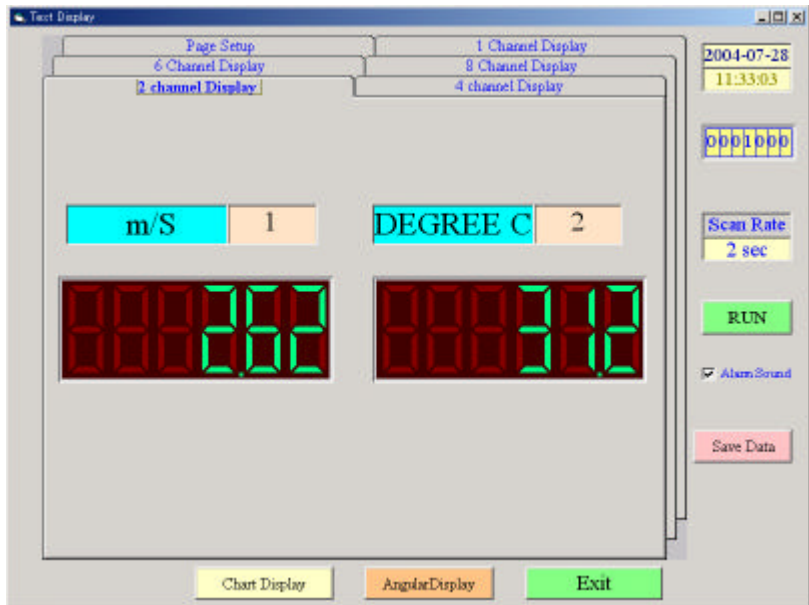 Text Display
Page Setup
1 Channel Display
6 Channel Display
8 Channel Display
2 channel Display
4 channel Display
2004-07-28
11:33:03
0001000
m/S
1
DEGREE C
2
Scan Rate
2 sec
2.62
31.2
RUN
Alarm Sound
Save Data
Chart Display
AngularDisplay
Exit